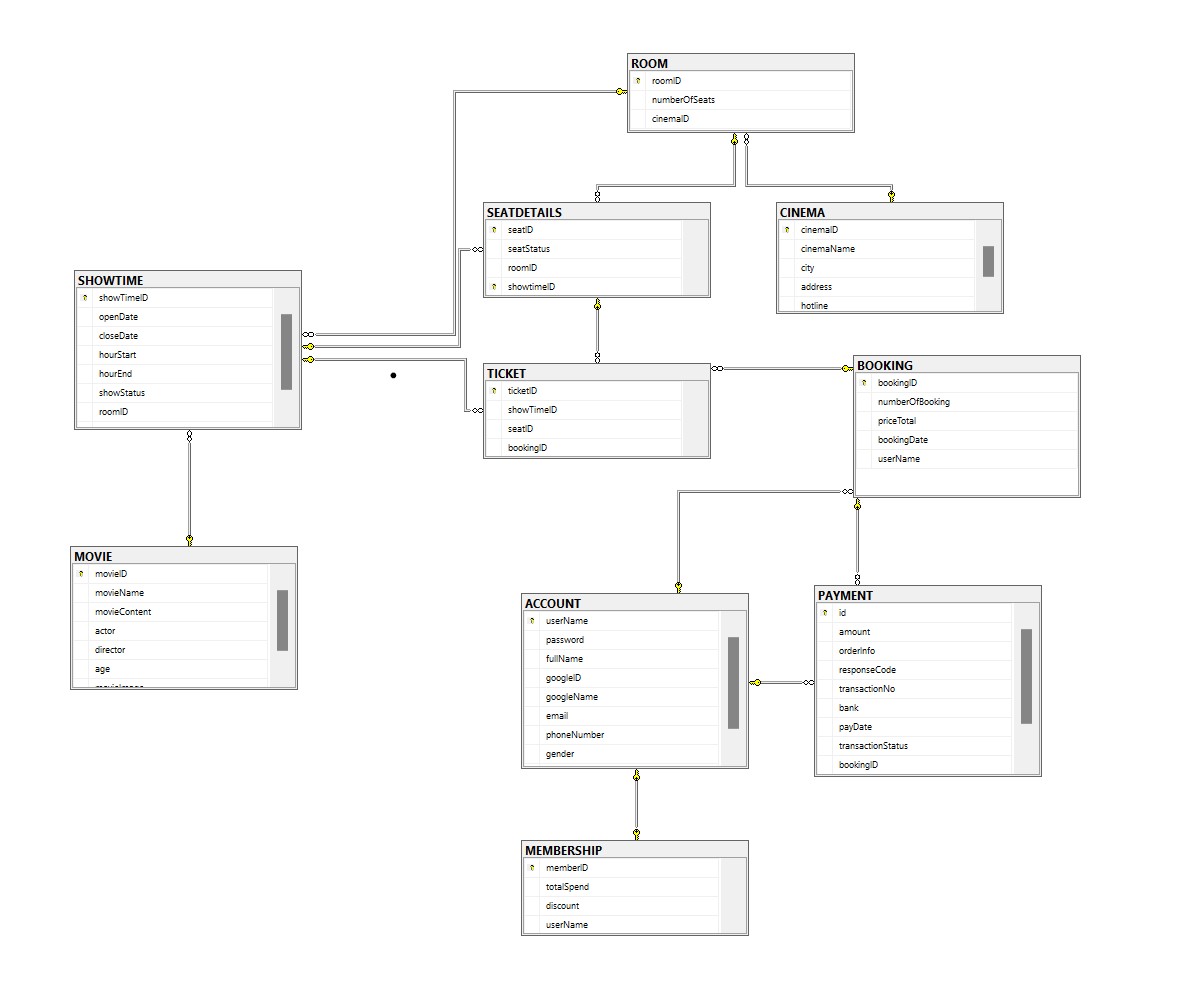 ROOM
roomID
numberOfSeats
cinemaID
SEATDETAILS
seatID
seatStatus
roomID
showtimeID
CINEMA
cinemaID
cinemaName
city
address
hotline
SHOWTIME
showTimeID
openDate
closeDate
hourStart
hourEnd
showStatus
roomID
TICKET
ticketID
showTimeID
seatID
bookingID
BOOKING
bookingID
numberOfBooking
priceTotal
bookingDate
userName
MOVIE
movieID
movieName
movieContent
actor
director
age
ACCOUNT
userName
password
fullName
googleID
googleName
email
phoneNumber
gender
PAYMENT
id
amount
orderInfo
responseCode
transactionNo
bank
payDate
transactionStatus
bookingID
MEMBERSHIP
memberID
totalSpend
discount
userName